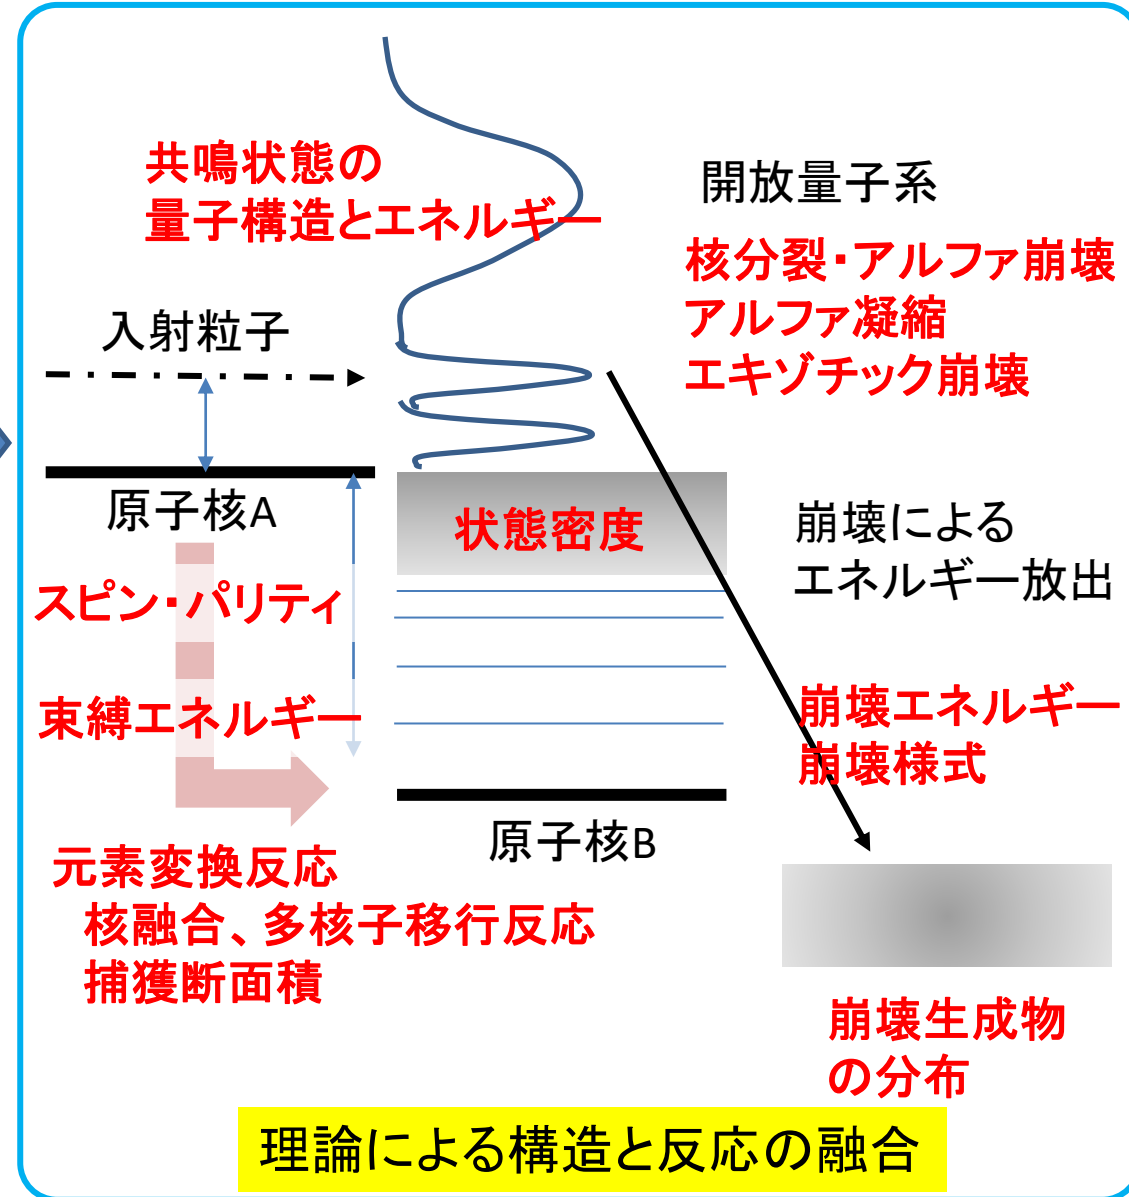 共鳴状態の
量子構造とエネルギー
開放量子系
核分裂・アルファ崩壊
アルファ凝縮
エキゾチック崩壊
入射粒子
原子核A
状態密度
スピン・パリティ
束縛エネルギー
崩壊による
エネルギー放出
崩壊エネルギー
崩壊様式
原子核B
元素変換反応
核融合、多核子移行反応
捕獲断面積
崩壊生成物
の分布
理論による構造と反応の融合